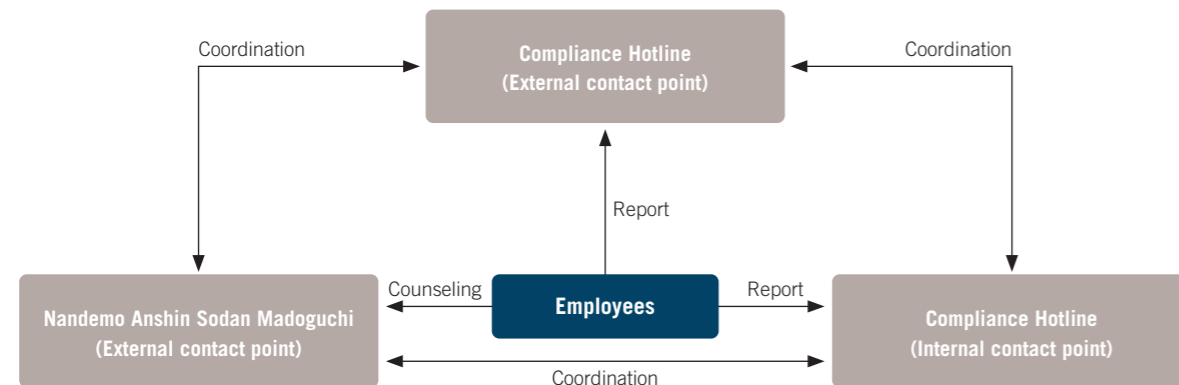 Coordination
Compliance Hotline
(External contact point)
Coordination
Report
Nandemo Anshin Sodan Madoguchi
(External contact point)
Counseling
Employees
Report
Compliance Hotline
(Internal contact point)
Coordination